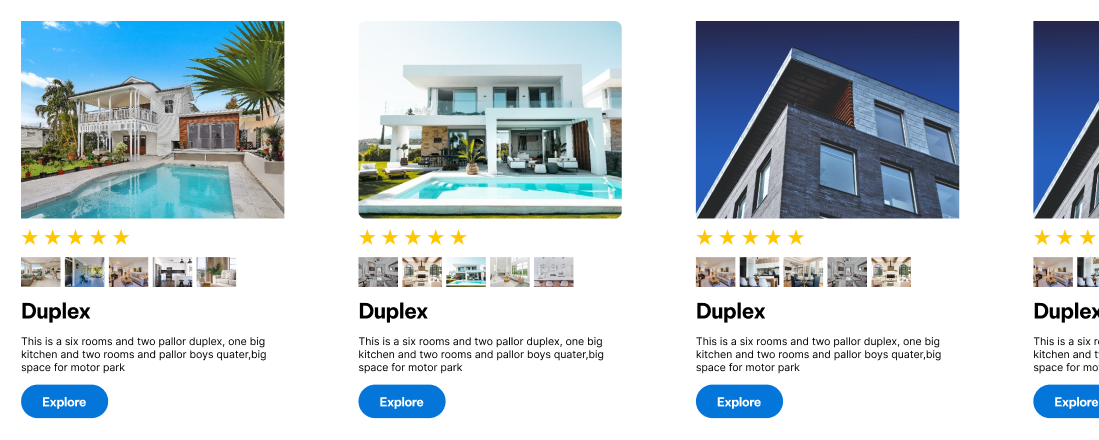 Duplex
This is a six rooms and two pallor duplex, one big
kitchen and two rooms and pallor boys quater,big
space for motor park
Explore
Duplex
This is a six rooms and two pallor duplex, one big
kitchen and two rooms and pallor boys quater,big
space for motor park
Explore
Duplex
This is a six rooms and two pallor duplex, one big
kitchen and two rooms and pallor boys quater,big
space for motor park
Explore
Duplex
This is a six
kitchen and
space for
Explore